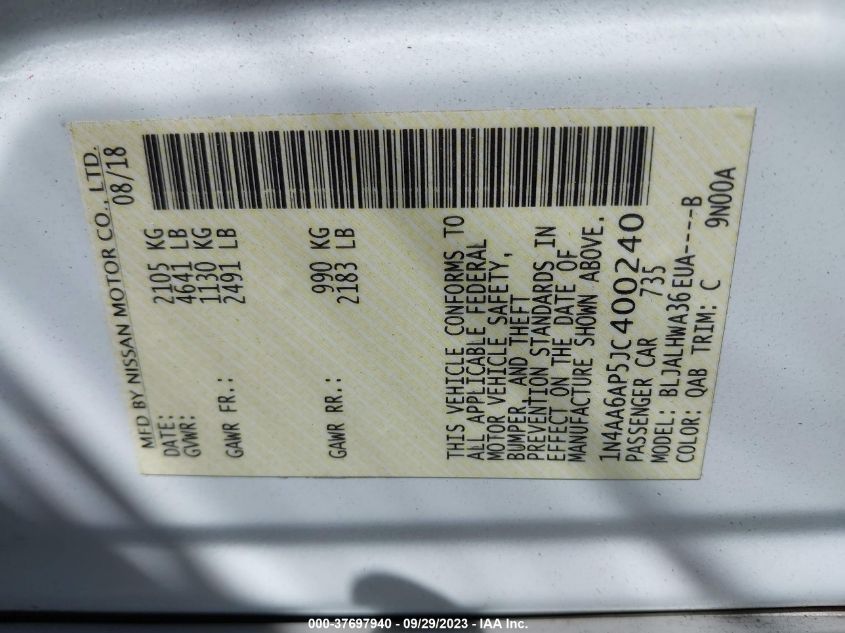 MFD BY NISSAN MOTOR CO., LTD.
DATE: 08/18
GVWR: 2105 KG
4641 LB
GAWR FR.: 1130 KG
2491 LB
GAWR RR.: 990 KG
2183 LB
THIS VEHICLE CONFORMS TO
ALL APPLICABLE FEDERAL
MOTOR VEHICLE SAFETY,
BUMPER, AND THEFT
PREVENTION STANDARDS IN
EFFECT ON THE DATE OF
MANUFACTURE SHOWN ABOVE.
1N4AA6AP5JC400240
PASSENGER CAR 735
MODEL: BLJALHWA36EUA----B
COLOR: QAB TRIM: C 9N00A
000-37697940 - 09/29/2023 - IAA Inc.